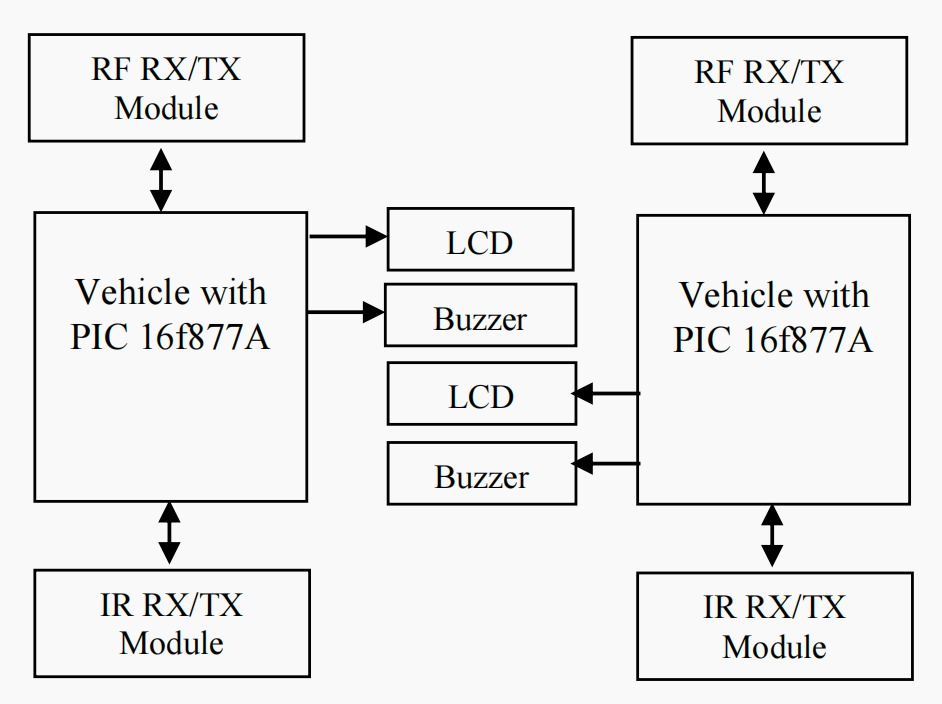 RF RX/TX
Module
RF RX/TX
Module
Vehicle with
PIC 16f877A
LCD
Buzzer
LCD
Buzzer
Vehicle with
PIC 16f877A
IR RX/TX
Module
IR RX/TX
Module